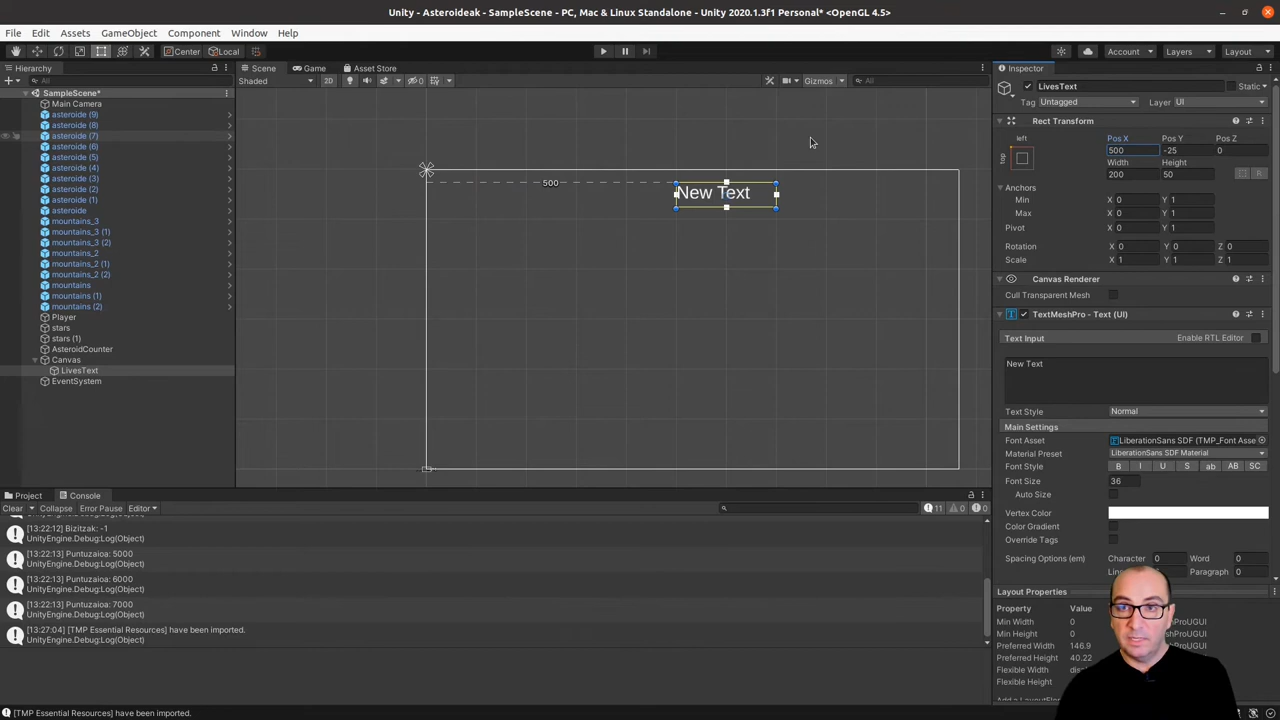 Unity - Asteroideak - SampleScene - PC, Mac & Linux Standalone - Unity 2020.1.3f1 Personal* <OpenGL 4.5>
File Edit Assets GameObject Component Window Help
Center Local Account Layers Layout
Hierarchy
All
SampleScene*
Main Camera
asteroide (9)
asteroide (8)
asteroide (7)
asteroide (6)
asteroide (5)
asteroide (4)
asteroide (3)
asteroide (2)
asteroide (1)
asteroide
mountains_3
mountains_3 (1)
mountains_3 (2)
mountains_2
mountains_2 (1)
mountains_2 (2)
mountains
mountains (1)
mountains (2)
Player
stars
stars (1)
AsteroidCounter
Canvas
LivesText
EventSystem
Scene Game Asset Store
Shaded 2D 0 Gizmos All
500
New Text
Inspector
LivesText Static
Tag Untagged Layer UI
Rect Transform
left Pos X Pos Y Pos Z
top 500 -25 0
Width Height
200 50 R
Anchors
Min X 0 Y 1
Max X 0 Y 1
Pivot X 0 Y 1
Rotation X 0 Y 0 Z 0
Scale X 1 Y 1 Z 1
Canvas Renderer
Cull Transparent Mesh
TextMeshPro - Text (UI)
Text Input Enable RTL Editor
New Text
Text Style Normal
Main Settings
Font Asset LiberationSans SDF (TMP_Font Asse
Material Preset LiberationSans SDF Material
Font Style B I U S ab AB SC
Font Size 36
Auto Size
Vertex Color
Color Gradient
Override Tags
Spacing Options (em) Character 0 Word 0
Paragraph 0
Layout Properties
Property Value
Min Width 0
Min Height 0
Preferred Width 146.9
Preferred Height 40.22
Flexible Width
Flexible Height
Project Console
Clear Collapse Error Pause Editor 11 0 0
[13:22:12] Bizitzak: -1
UnityEngine.Debug:Log(Object)
[13:22:13] Puntuzaioa: 5000
UnityEngine.Debug:Log(Object)
[13:22:13] Puntuzaioa: 6000
UnityEngine.Debug:Log(Object)
[13:22:13] Puntuzaioa: 7000
UnityEngine.Debug:Log(Object)
[13:27:04] [TMP Essential Resources] have been imported.
UnityEngine.Debug:Log(Object)
[TMP Essential Resources] have been imported.